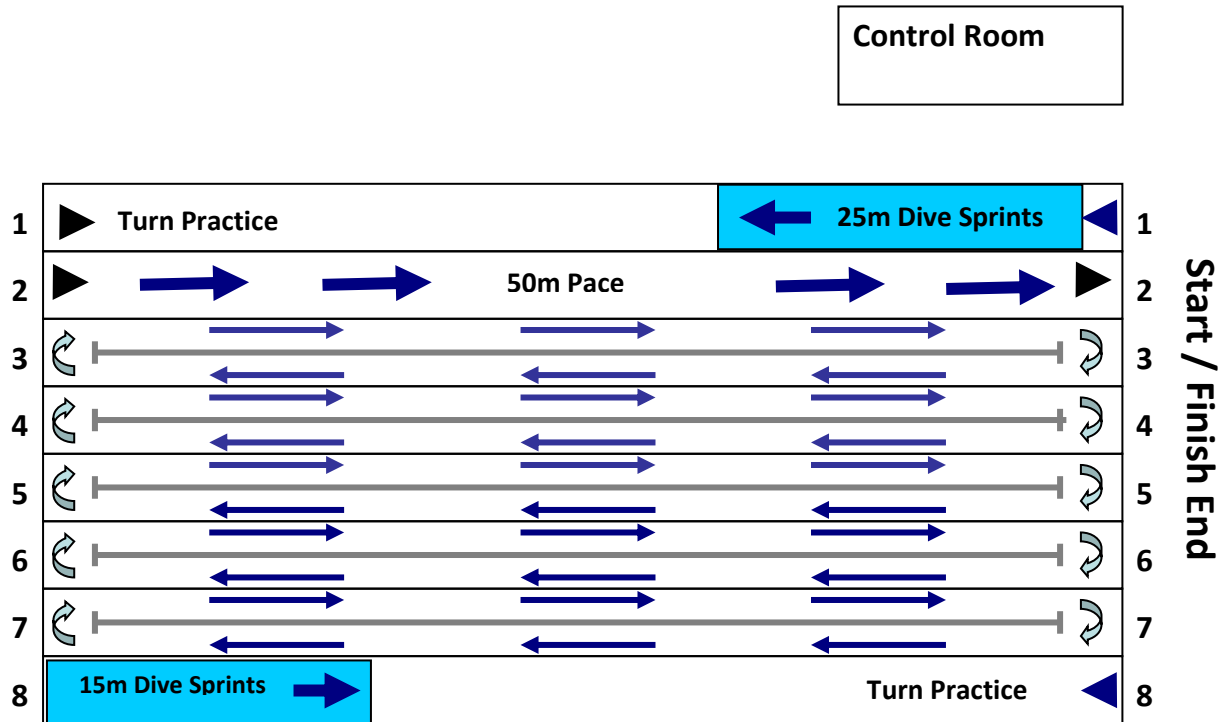 Control Room
1 Turn Practice 25m Dive Sprints 1
2 50m Pace 2
3 3
4 4
5 5
6 6
7 7
8 15m Dive Sprints Turn Practice 8
Start / Finish End